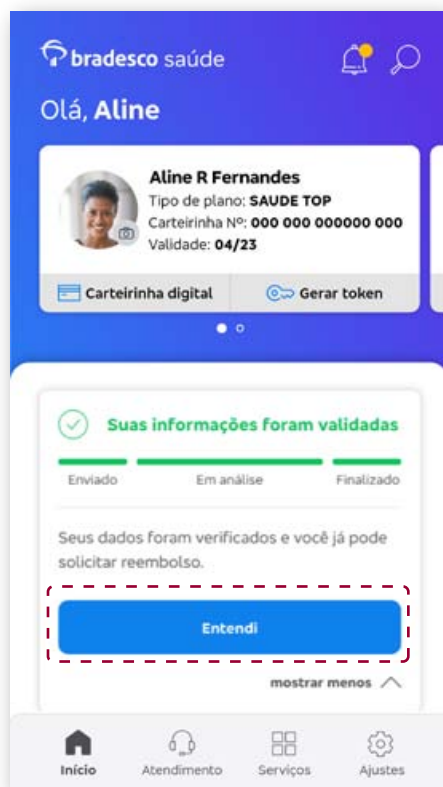 bradesco saúde
Olá, Aline
Aline R Fernandes
Tipo de plano: SAUDE TOP
Carteirinha Nº: 000 000 000000 000
Validade: 04/23
Carteirinha digital
Gerar token
Suas informações foram validadas
Enviado Em análise Finalizado
Seus dados foram verificados e você já pode
solicitar reembolso.
Entendi
mostrar menos
Início Atendimento Serviços Ajustes